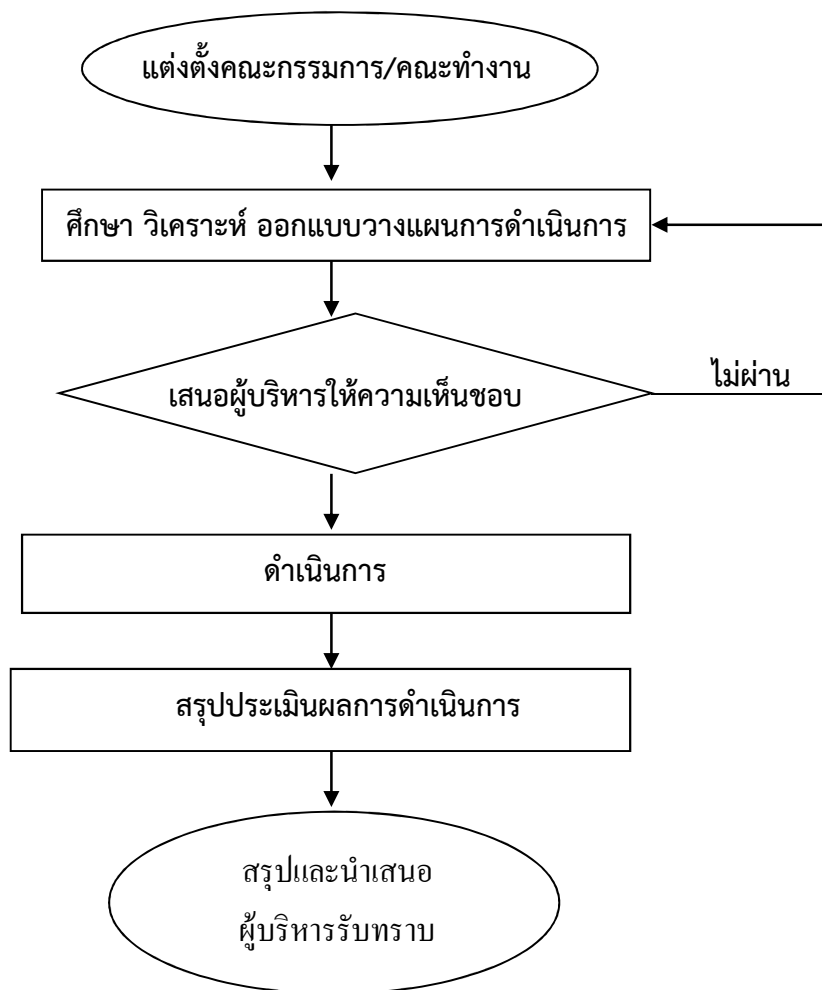 แต่งตั้งคณะกรรมการ/คณะทำงาน
ศึกษา วิเคราะห์ ออกแบบวางแผนการดำเนินการ
เสนอผู้บริหารให้ความเห็นชอบ
ไม่ผ่าน
ดำเนินการ
สรุปประเมินผลการดำเนินการ
สรุปและนำเสนอ
ผู้บริหารรับทราบ